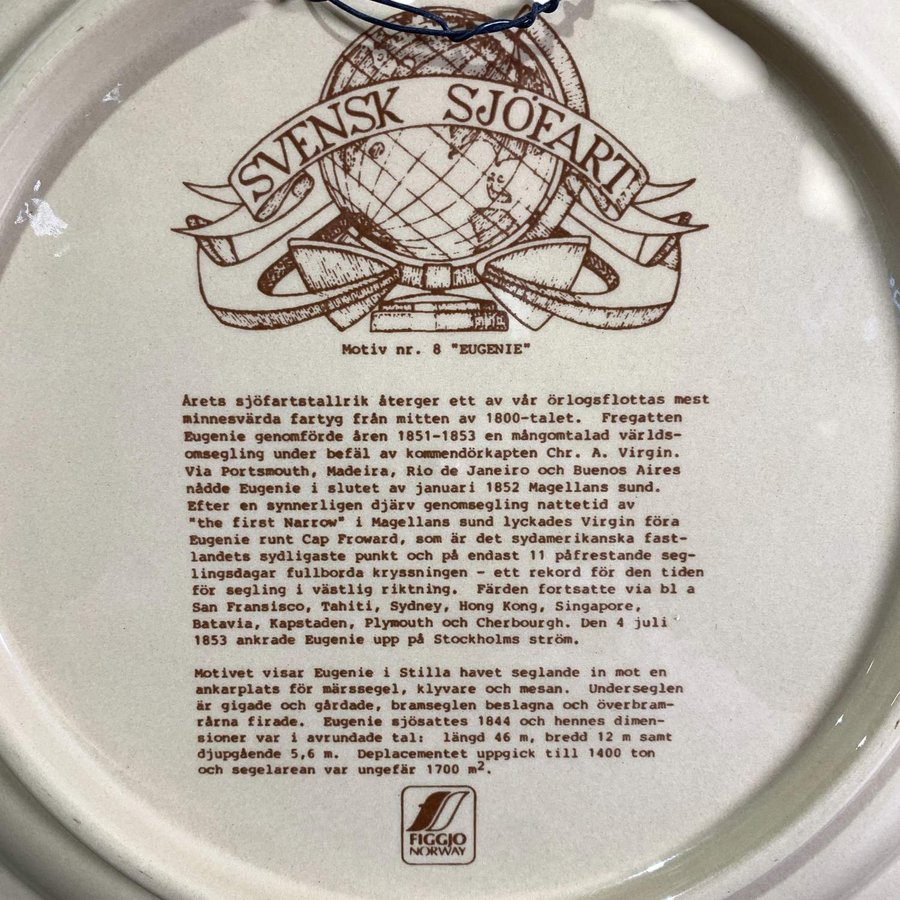 SVENSK SJÖFART
Motiv nr. 8 "EUGENIE"
Årets sjöfartstallrik återger ett av vår örlogsflottas mest
minnesvärda fartyg från mitten av 1800-talet. Fregatten
Eugenie genomförde åren 1851-1853 en mångomtalad världs-
omsegling under befäl av kommendörkapten Chr. A. Virgin.
Via Portsmouth, Madeira, Rio de Janeiro och Buenos Aires
nådde Eugenie i slutet av januari 1852 Magellans sund.
Efter en synnerligen djärv genomsegling nattetid av
"the first Narrow" i Magellans sund lyckades Virgin föra
Eugenie runt Cap Froward, som är det sydamerikanska fast-
landets sydligaste punkt och på endast 11 påfrestande seg-
lingsdagar fullborda kryssningen - ett rekord för den tiden
för segling i västlig riktning. Färden fortsatte via bl a
San Fransisco, Tahiti, Sydney, Hong Kong, Singapore,
Batavia, Kapstaden, Plymouth och Cherbourgh. Den 4 juli
1853 ankrade Eugenie upp på Stockholms ström.
Motivet visar Eugenie i Stilla havet seglande in mot en
ankarplats för märssegel, klyvare och mesan. Underseglen
är gigade och gårdade, bramseglen beslagna och överbram-
rårna firade. Eugenie sjösattes 1844 och hennes dimen-
sioner var i avrundade tal: längd 46 m, bredd 12 m samt
djupgående 5,6 m. Deplacementet uppgick till 1400 ton
och segelarean var ungefär 1700 m².
FIGGJO
NORWAY